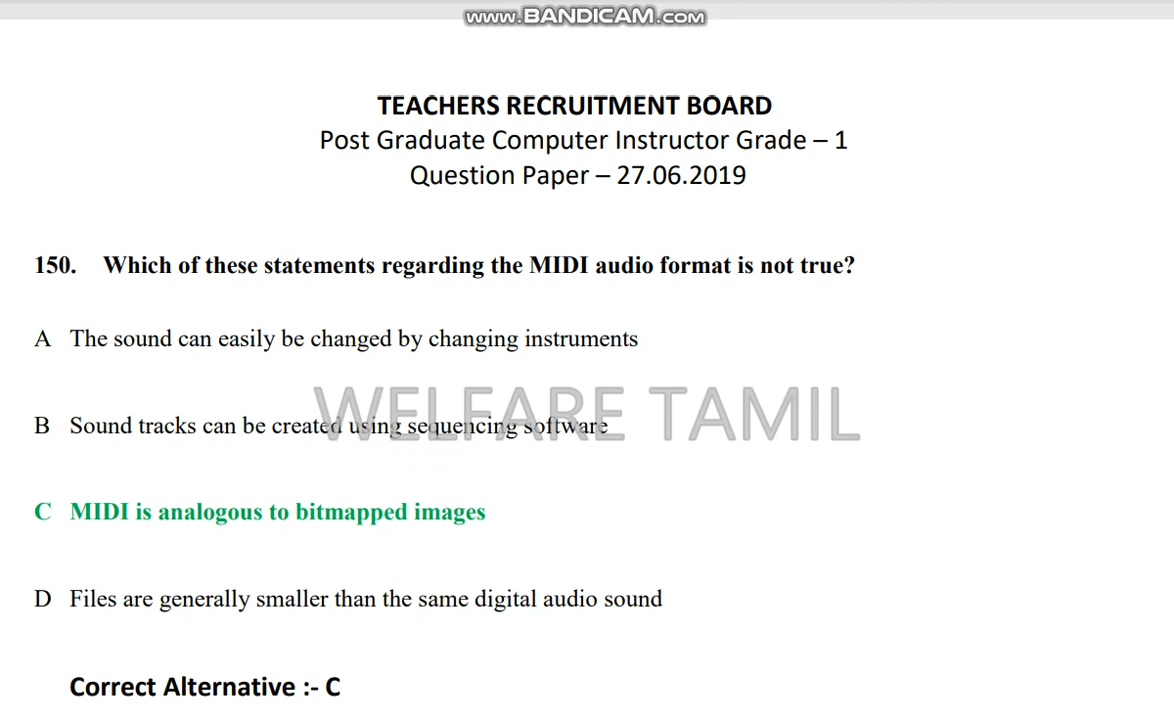 www.BANDICAM.COM
TEACHERS RECRUITMENT BOARD
Post Graduate Computer Instructor Grade – 1
Question Paper – 27.06.2019
150. Which of these statements regarding the MIDI audio format is not true?
A The sound can easily be changed by changing instruments
WELFARE TAMIL
B Sound tracks can be created using sequencing software
C MIDI is analogous to bitmapped images
D Files are generally smaller than the same digital audio sound
Correct Alternative :- C